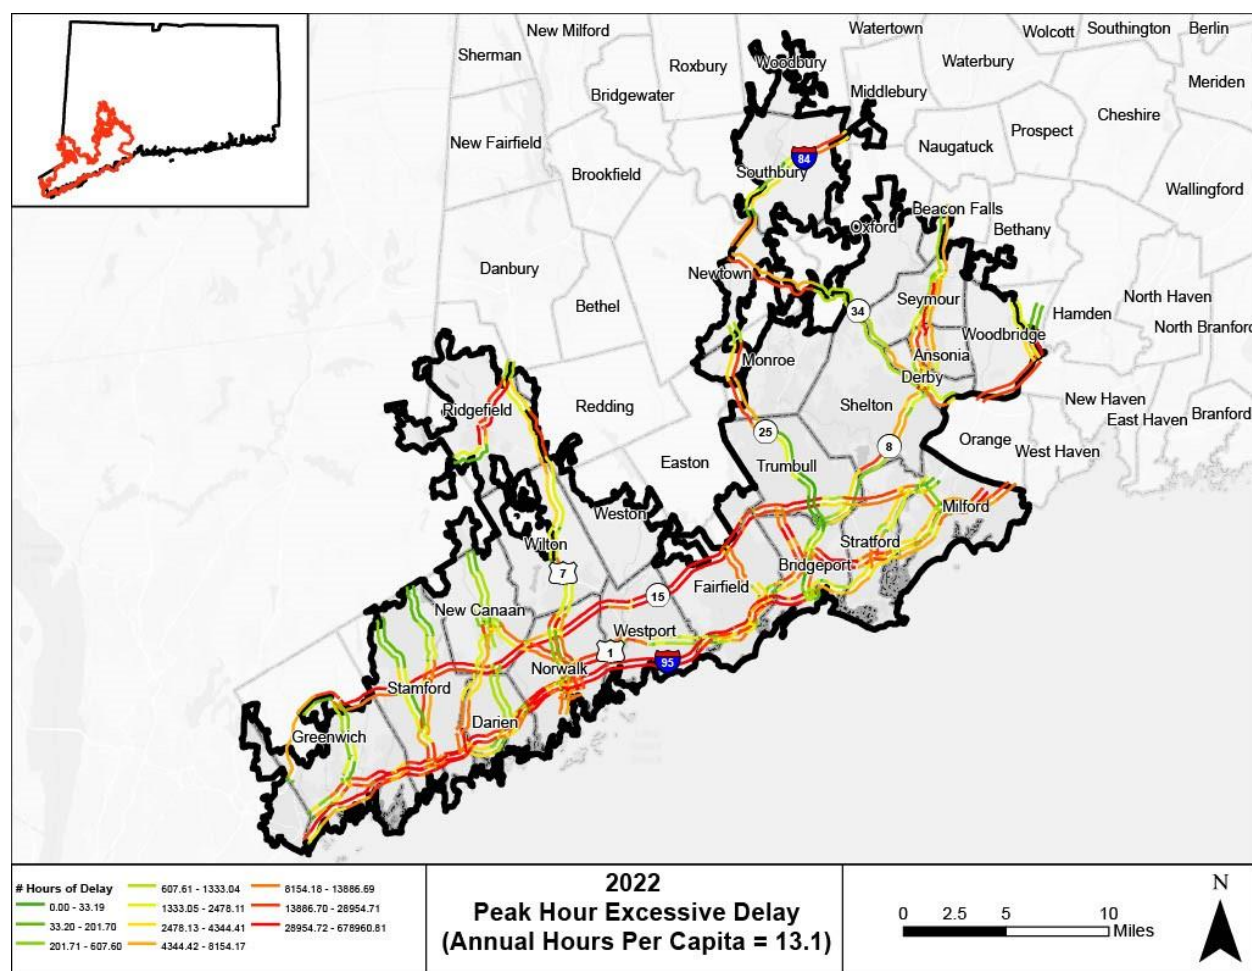 New Milford
Watertown
Wolcott
Southington
Berlin
Sherman
Roxbury
Woodbury
Waterbury
Meriden
Bridgewater
Middlebury
Cheshire
New Fairfield
Prospect
Naugatuck
84
Brookfield
Southbury
Wallingford
Beacon Falls
Oxford
Bethany
Danbury
Newtown
Bethel
Seymour
North Haven
34
Hamden
North Branford
Woodbridge
Monroe
Ansonia
Derby
Ridgefield
Redding
Shelton
New Haven
East Haven
Branford
25
8
Orange
West Haven
Easton
Trumbull
Milford
Weston
Wilton
Stratford
Bridgeport
7
Fairfield
15
New Canaan
Westport
1
95
Norwalk
Stamford
Darien
Greenwich
# Hours of Delay
0.00 - 33.19
33.20 - 201.70
201.71 - 607.60
607.61 - 1333.04
1333.05 - 2478.11
2478.13 - 4344.41
4344.42 - 8154.17
8154.18 - 13886.69
13886.70 - 28954.71
28954.72 - 678960.81
2022
Peak Hour Excessive Delay
(Annual Hours Per Capita = 13.1)
0 2.5 5 10
Miles
N